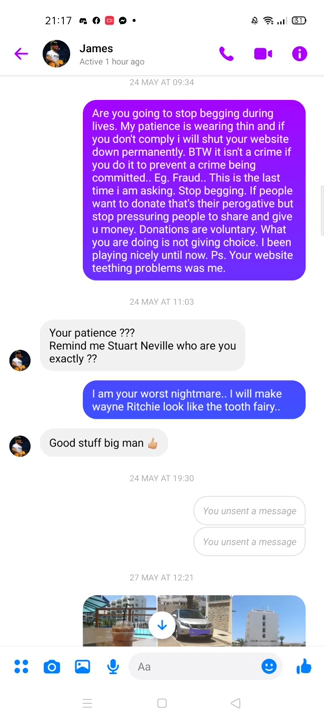 21:17
51
James
Active 1 hour ago
24 MAY AT 09:34
Are you going to stop begging during
lives. My patience is wearing thin and if
you don't comply i will shut your website
down permanently. BTW it isn't a crime if
you do it to prevent a crime being
committed.. Eg. Fraud.. This is the last
time i am asking. Stop begging. If people
want to donate that's their perogative but
stop pressuring people to share and give
u money. Donations are voluntary. What
you are doing is not giving choice. I been
playing nicely until now. Ps. Your website
teething problems was me.
24 MAY AT 11:03
Your patience ???
Remind me Stuart Neville who are you
exactly ??
I am your worst nightmare.. I will make
wayne Ritchie look like the tooth fairy..
Good stuff big man 👍🏼
24 MAY AT 19:30
You unsent a message
You unsent a message
27 MAY AT 12:21
Aa